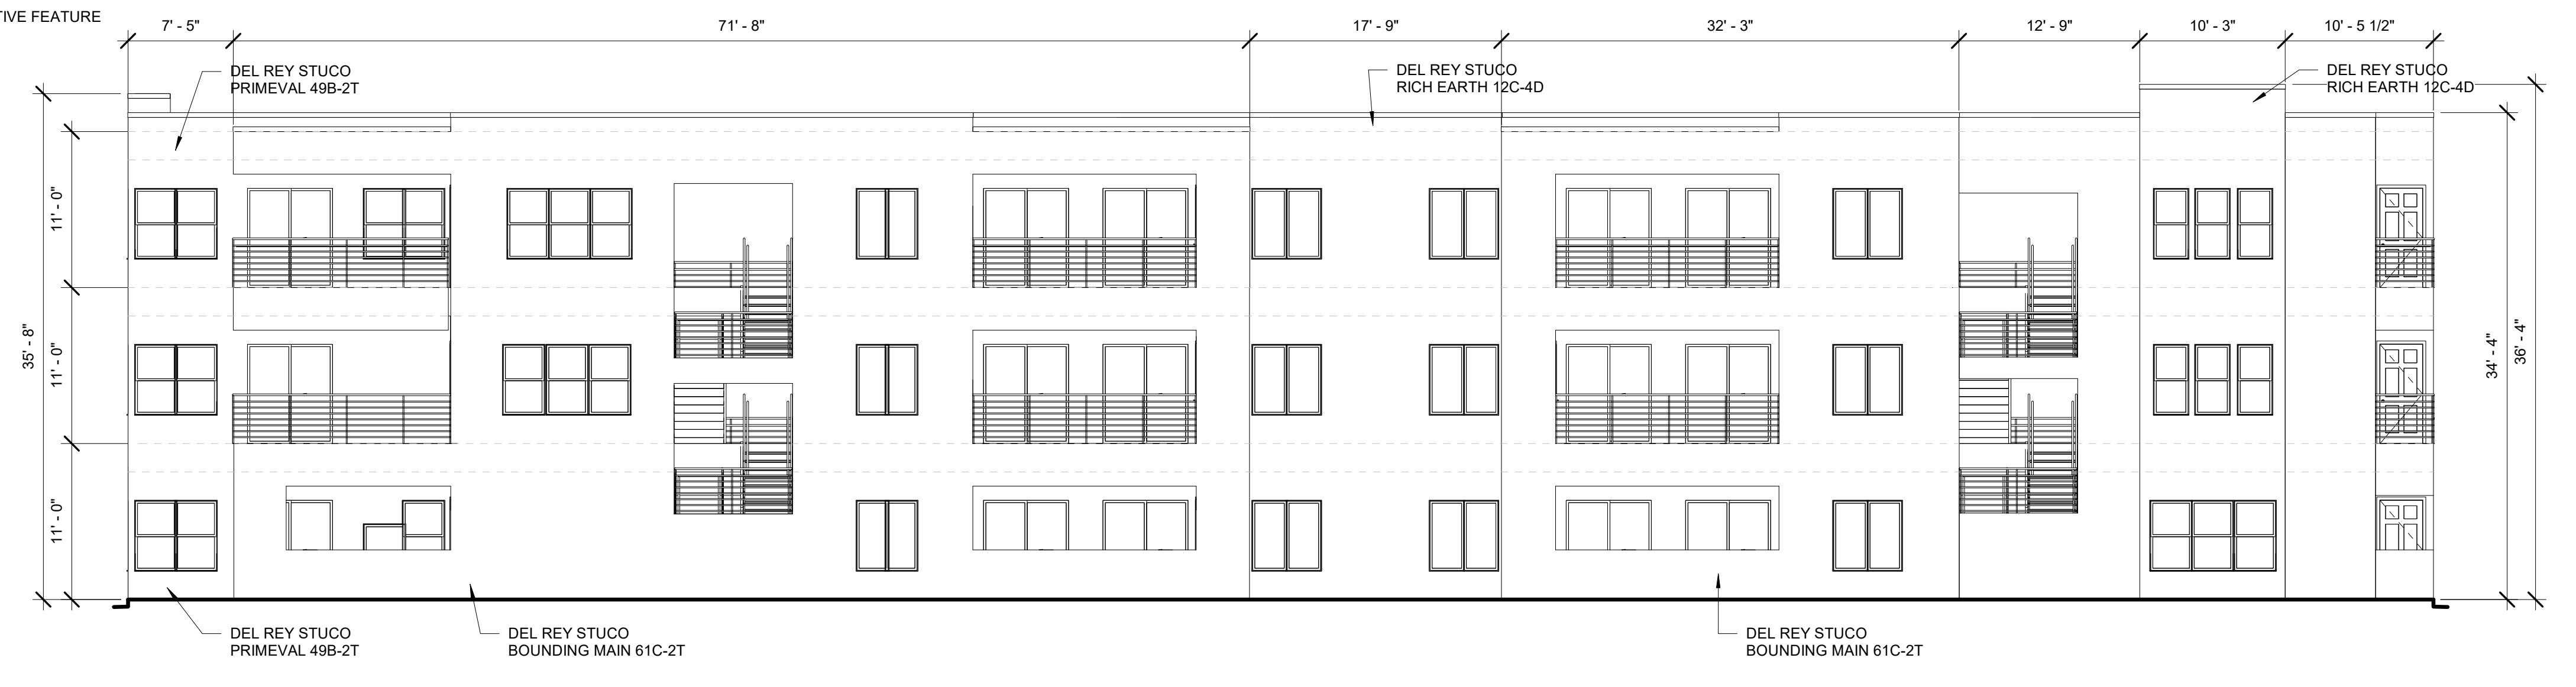 TIVE FEATURE
7' - 5"
71' - 8"
17' - 9"
32' - 3"
12' - 9"
10' - 3"
10' - 5 1/2"
DEL REY STUCO
PRIMEVAL 49B-2T
DEL REY STUCO
RICH EARTH 12C-4D
DEL REY STUCO
RICH EARTH 12C-4D
11' - 0"
11' - 0"
11' - 0"
35' - 8"
34' - 4"
36' - 4"
DEL REY STUCO
PRIMEVAL 49B-2T
DEL REY STUCO
BOUNDING MAIN 61C-2T
DEL REY STUCO
BOUNDING MAIN 61C-2T